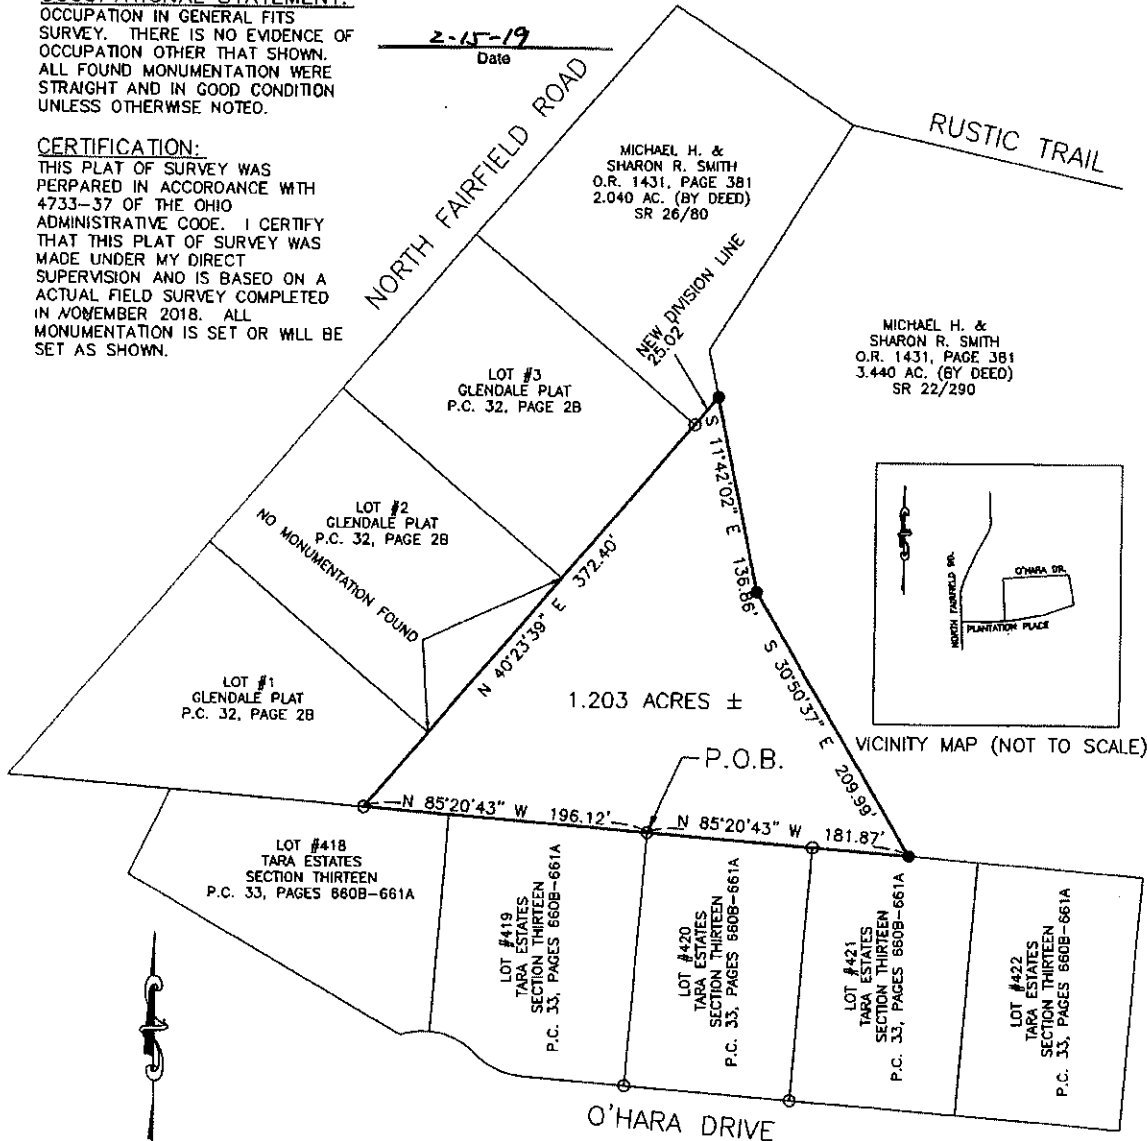 OCCUPATIONAL STATEMENT:
OCCUPATION IN GENERAL FITS
SURVEY. THERE IS NO EVIDENCE OF
OCCUPATION OTHER THAT SHOWN.
ALL FOUND MONUMENTATION WERE
STRAIGHT AND IN GOOD CONDITION
UNLESS OTHERWISE NOTED.
2-15-19
Date
CERTIFICATION:
THIS PLAT OF SURVEY WAS
PERPARED IN ACCORDANCE WITH
4733-37 OF THE OHIO
ADMINISTRATIVE CODE. I CERTIFY
THAT THIS PLAT OF SURVEY WAS
MADE UNDER MY DIRECT
SUPERVISION AND IS BASED ON A
ACTUAL FIELD SURVEY COMPLETED
IN NOVEMBER 2018. ALL
MONUMENTATION IS SET OR WILL BE
SET AS SHOWN.
NORTH FAIRFIELD ROAD
RUSTIC TRAIL
MICHAEL H. &
SHARON R. SMITH
O.R. 1431, PAGE 381
2.040 AC. (BY DEED)
SR 26/80
NEW DIVISION LINE
25.02'
MICHAEL H. &
SHARON R. SMITH
O.R. 1431, PAGE 381
3.440 AC. (BY DEED)
SR 22/290
LOT #3
GLENDALE PLAT
P.C. 32, PAGE 2B
LOT #2
GLENDALE PLAT
P.C. 32, PAGE 2B
NO MONUMENTATION FOUND
LOT #1
GLENDALE PLAT
P.C. 32, PAGE 2B
N 40°23'39" E 372.40'
S 11°42'02" E 136.86'
S 30°50'37" E 209.99'
1.203 ACRES ±
P.O.B.
NORTH FAIRFIELD RD.
O'HARA DR.
PLANTATION PLACE
VICINITY MAP (NOT TO SCALE)
N 85°20'43" W 196.12'
N 85°20'43" W 181.87'
LOT #418
TARA ESTATES
SECTION THIRTEEN
P.C. 33, PAGES 660B-661A
LOT #419
TARA ESTATES
SECTION THIRTEEN
P.C. 33, PAGES 660B-661A
LOT #420
TARA ESTATES
SECTION THIRTEEN
P.C. 33, PAGES 660B-661A
LOT #421
TARA ESTATES
SECTION THIRTEEN
P.C. 33, PAGES 660B-661A
LOT #422
TARA ESTATES
SECTION THIRTEEN
P.C. 33, PAGES 660B-661A
O'HARA DRIVE